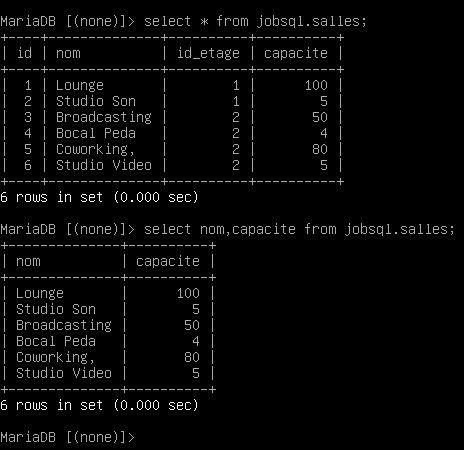 MariaDB [(none)]> select * from jobsql.salles;
+----+--------------+----------+----------+
| id | nom          | id_etage | capacite |
+----+--------------+----------+----------+
|  1 | Lounge       |        1 |      100 |
|  2 | Studio Son   |        1 |        5 |
|  3 | Broadcasting |        2 |       50 |
|  4 | Bocal Peda   |        2 |        4 |
|  5 | Coworking,   |        2 |       80 |
|  6 | Studio Video |        2 |        5 |
+----+--------------+----------+----------+
6 rows in set (0.000 sec)
MariaDB [(none)]> select nom,capacite from jobsql.salles;
+--------------+----------+
| nom          | capacite |
+--------------+----------+
| Lounge       |      100 |
| Studio Son   |        5 |
| Broadcasting |       50 |
| Bocal Peda   |        4 |
| Coworking,   |       80 |
| Studio Video |        5 |
+--------------+----------+
6 rows in set (0.000 sec)
MariaDB [(none)]>